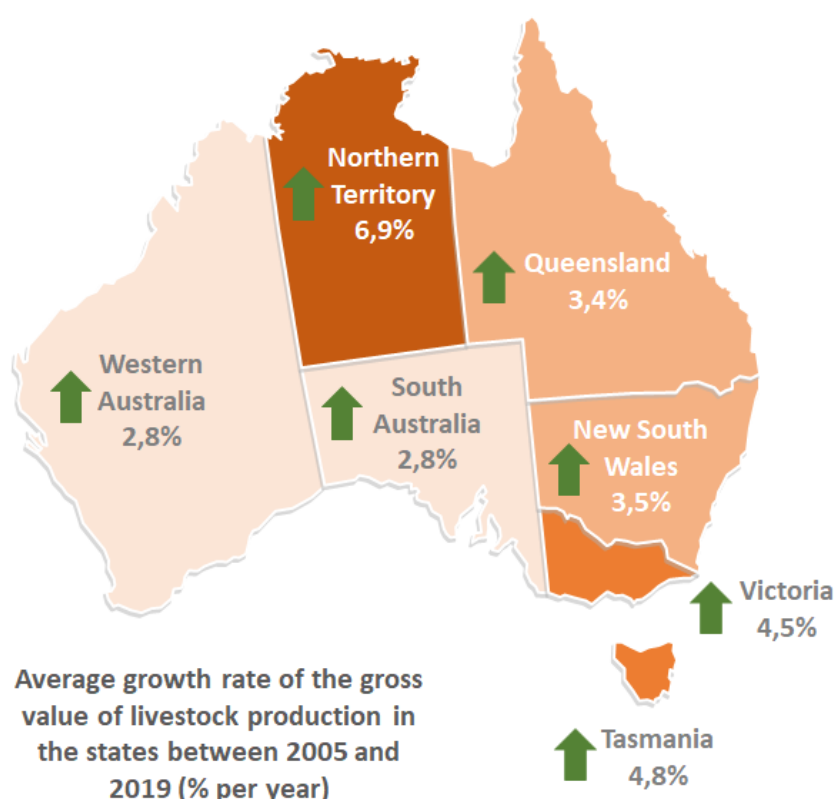 Northern
Territory
6,9%
Queensland
3,4%
Western
Australia
2,8%
South
Australia
2,8%
New South
Wales
3,5%
Victoria
4,5%
Tasmania
4,8%
Average growth rate of the gross
value of livestock production in
the states between 2005 and
2019 (% per year)